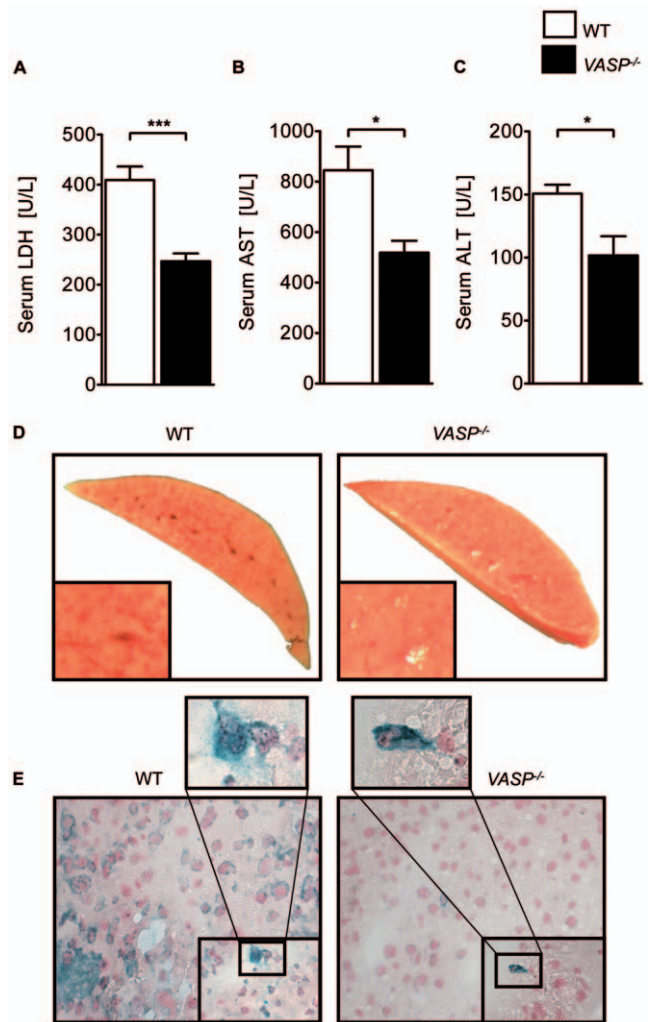 WT
VASP-/-
A
B
C
***
*
*
Serum LDH [U/L]
500
400
300
200
100
0
Serum AST [U/L]
1000
800
600
400
200
0
Serum ALT [U/L]
200
150
100
50
0
D
WT
VASP-/-
E
WT
VASP-/-